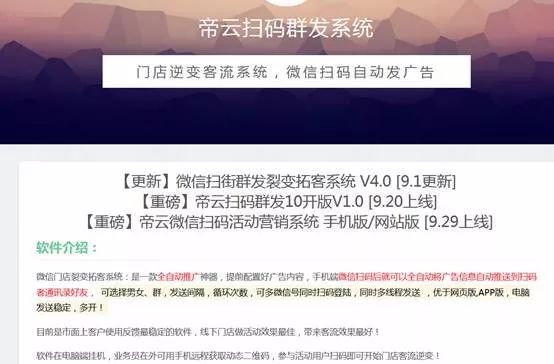 帝云扫码群发系统
门店逆变客流系统，微信扫码自动发广告
【更新】微信扫街群发裂变拓客系统 V4.0 [9.1更新]
【重磅】帝云扫码群发10开版V1.0 [9.20上线]
【重磅】帝云微信扫码活动营销系统 手机版/网站版 [9.29上线]
软件介绍：
微信门店裂变拓客系统：是一款全自动推广神器，提前配置好广告内容，手机端微信扫码后就可以全自动将广告信息自动推送到扫码
者通讯录好友， 可选择男女、群，发送间隔，循环次数，可多微信号同时扫码登陆，同时多线程发送 ，优于网页版,APP版，电脑
发送稳定，多开！
目前是市面上客户使用反馈最稳定的软件，线下门店做活动效果最佳，带来客流效果最好！
软件在电脑端挂机，业务员在外可用手机远程获取动态二维码，参与活动用户扫码即可开始门店客流逆变！